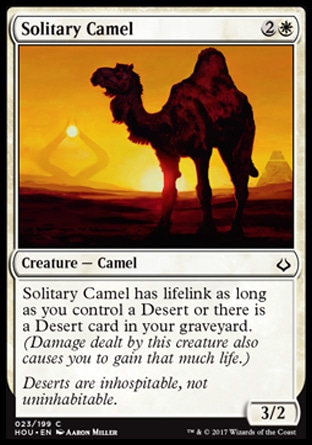 Solitary Camel 2
Creature — Camel
Solitary Camel has lifelink as long
as you control a Desert or there is
a Desert card in your graveyard.
(Damage dealt by this creature also
causes you to gain that much life.)
Deserts are inhospitable, not
uninhabitable.
3/2
023/199 C
HOU • EN AARON MILLER
™ & © 2017 Wizards of the Coast